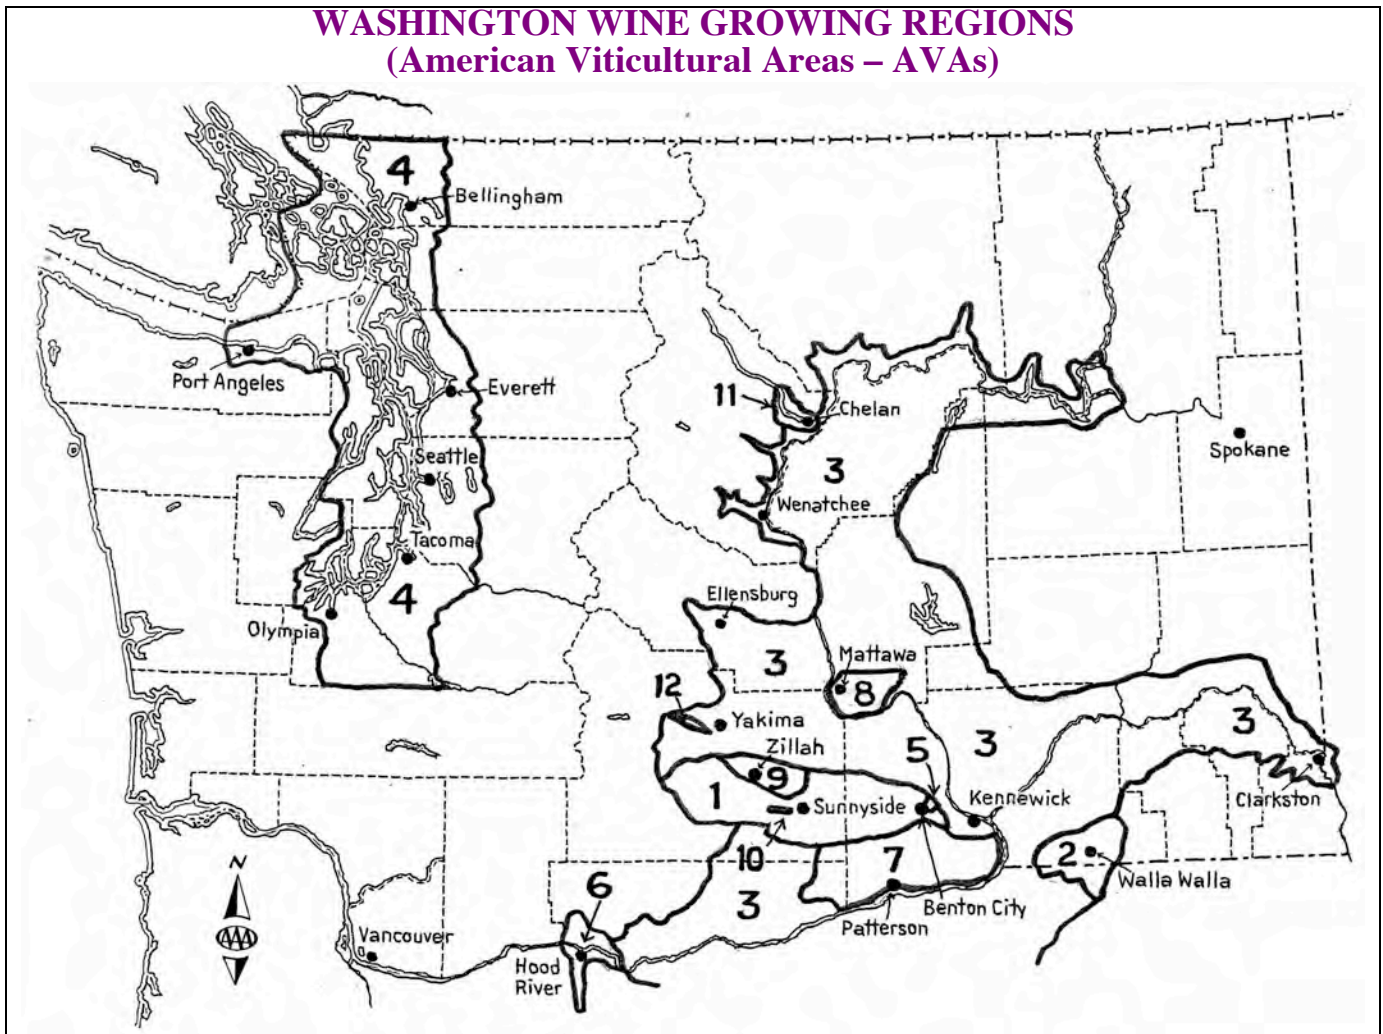 WASHINGTON WINE GROWING REGIONS
(American Viticultural Areas – AVAs)
4
Bellingham
Port Angeles
Everett
11
Chelan
Seattle
3
Spokane
Wenatchee
Tacoma
4
Ellensburg
Olympia
Mattawa
3
12
8
Yakima
Zillah
5
3
3
9
1
Sunnyside
Kennewick
Clarkston
10
7
2
Walla Walla
6
3
Benton City
Patterson
N
Vancouver
Hood
River